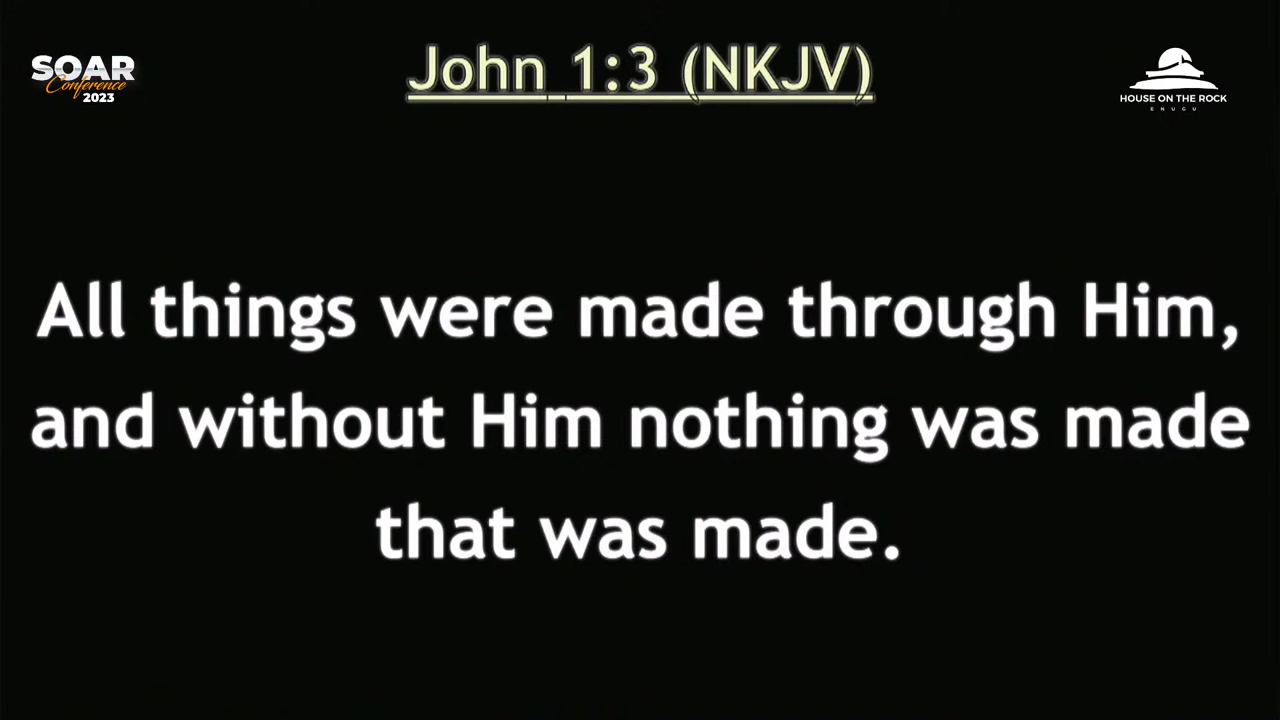 SOAR
Conference
2023
John 1:3 (NKJV)
HOUSE ON THE ROCK
ENUGU
All things were made through Him,
and without Him nothing was made
that was made.